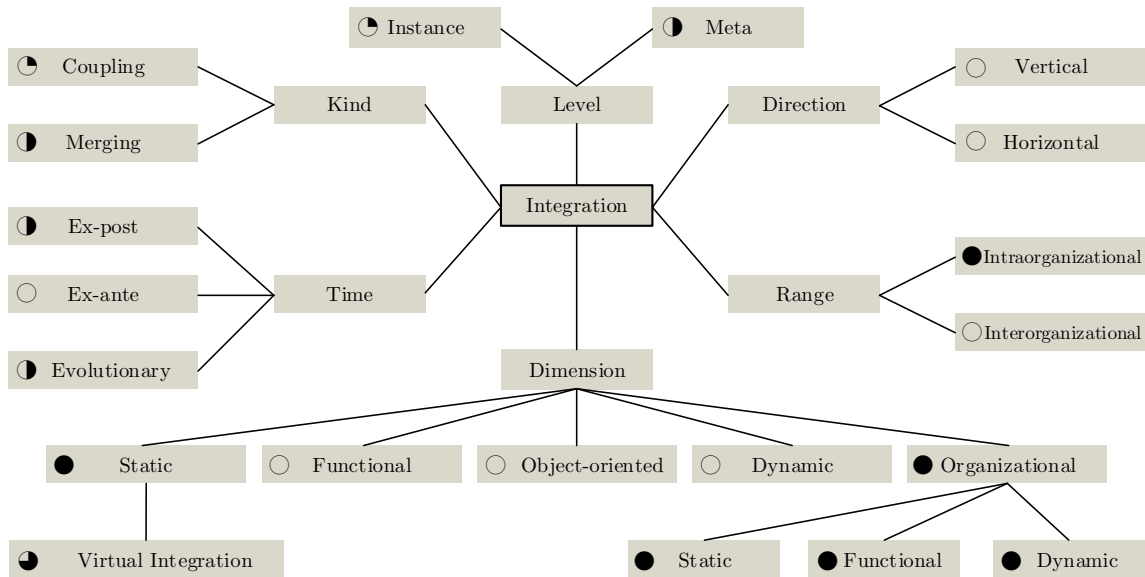 Instance
Meta
Coupling
Vertical
Kind
Level
Direction
Merging
Horizontal
Integration
Ex-post
Intraorganizational
Ex-ante
Time
Range
Interorganizational
Evolutionary
Dimension
Static
Functional
Object-oriented
Dynamic
Organizational
Virtual Integration
Static
Functional
Dynamic